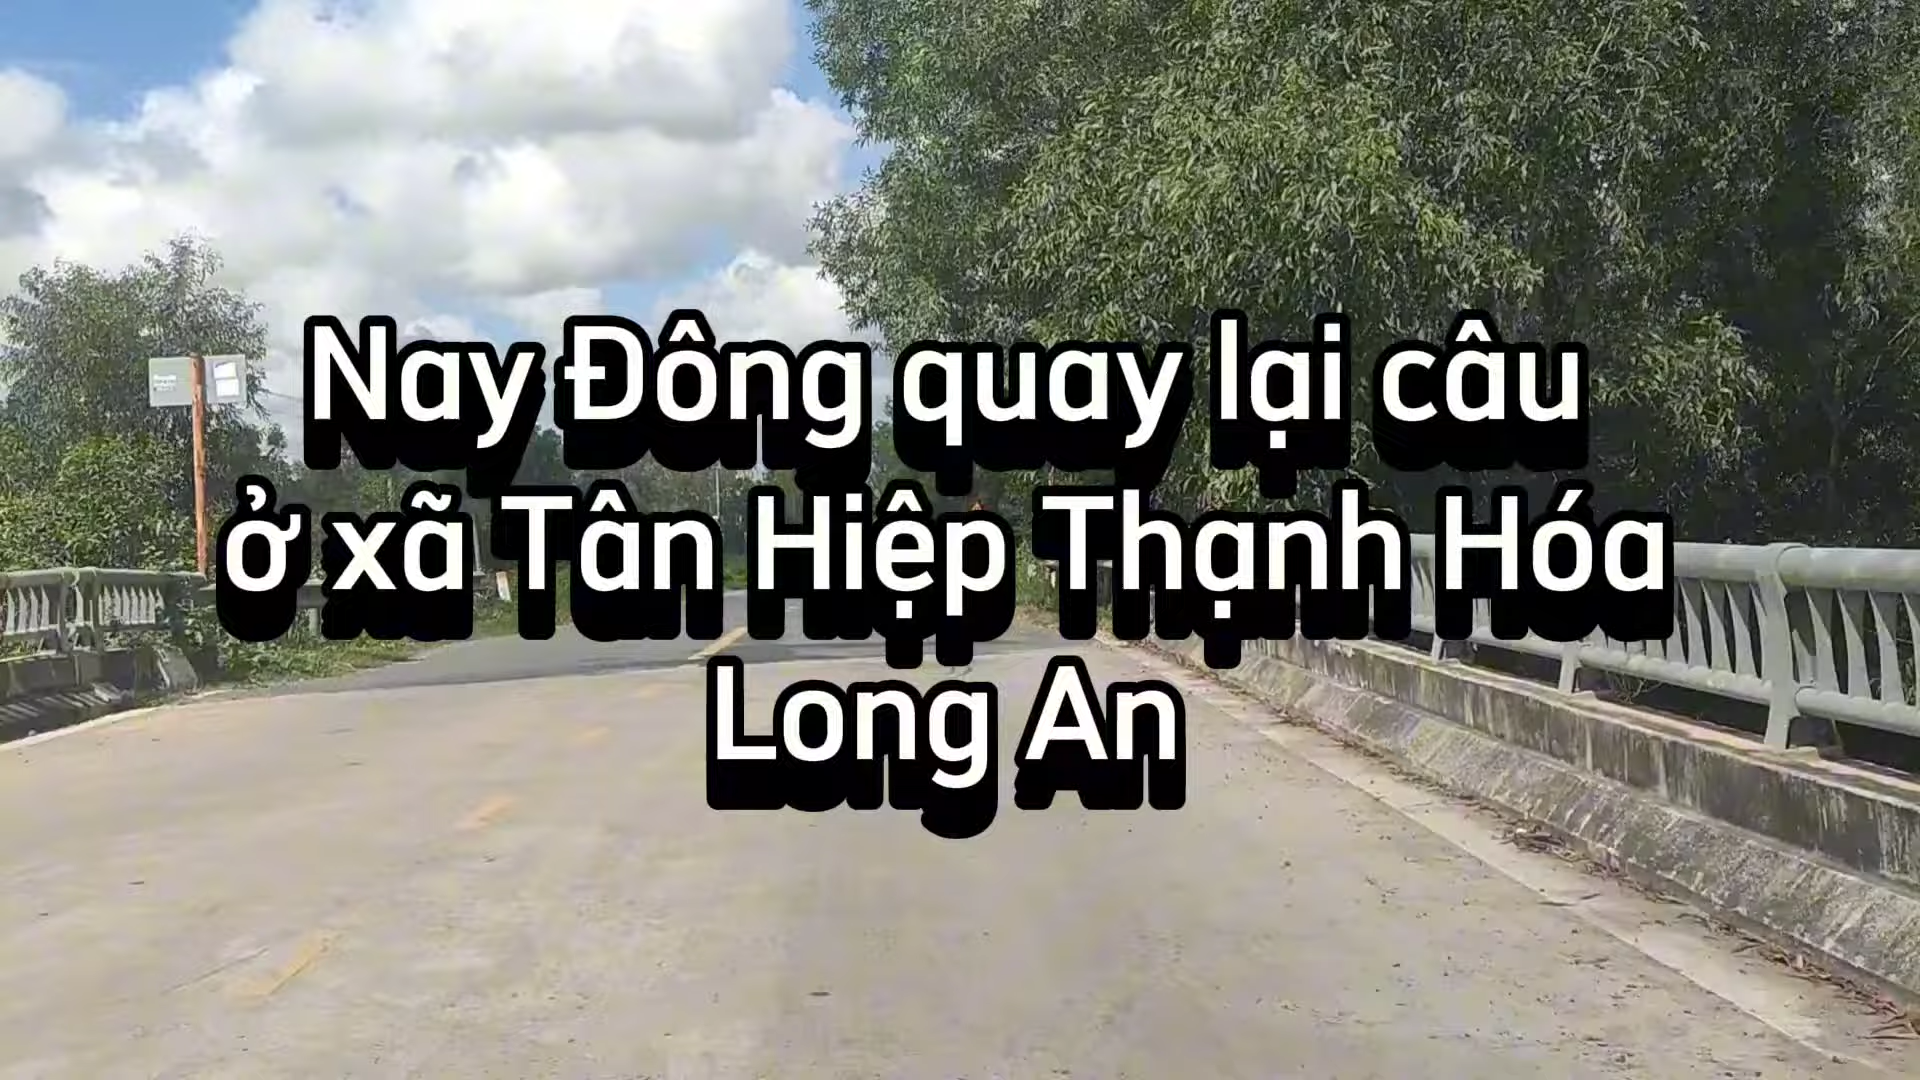 Nay Đông quay lại câu
ở xã Tân Hiệp Thạnh Hóa
Long An